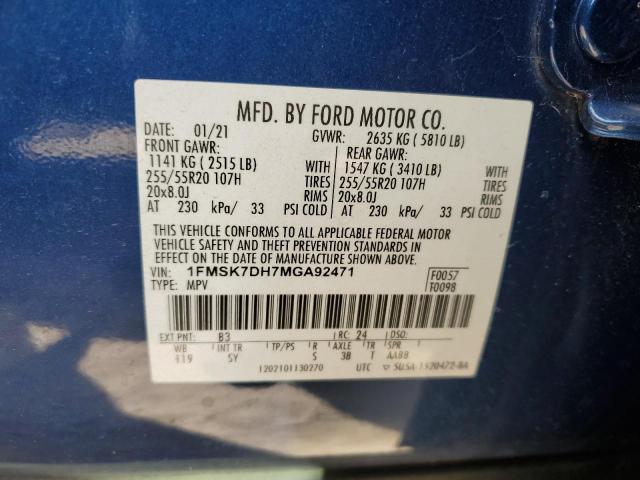 MFD. BY FORD MOTOR CO.
DATE: 01/21 GVWR: 2635 KG ( 5810 LB)
FRONT GAWR: REAR GAWR:
1141 KG ( 2515 LB) WITH 1547 KG ( 3410 LB) WITH
255/55R20 107H TIRES 255/55R20 107H TIRES
20x8.0J RIMS 20x8.0J RIMS
AT 230 kPa/ 33 PSI COLD AT 230 kPa/ 33 PSI COLD
THIS VEHICLE CONFORMS TO ALL APPLICABLE FEDERAL MOTOR
VEHICLE SAFETY AND THEFT PREVENTION STANDARDS IN
EFFECT ON THE DATE OF MANUFACTURE SHOWN ABOVE.
VIN: 1FMSK7DH7MGA92471 F0057
TYPE: MPV T0098
EXT PNT: B3 RC: 24 DSO:
WB INT TR TP/PS R AXLE TR SPR
119 5Y S 3B T AABB
1202101130270 UTC